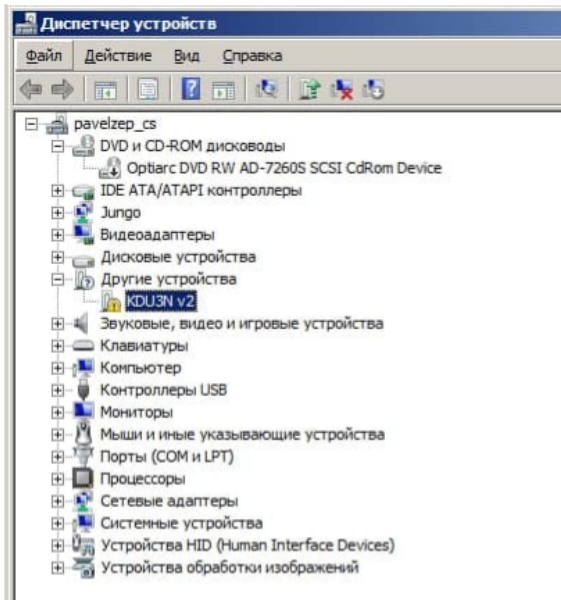 Диспетчер устройств
Файл Действие Вид Справка
pavelzep_cs
DVD и CD-ROM дисководы
Optiarc DVD RW AD-7260S SCSI CdRom Device
IDE ATA/ATAPI контроллеры
Jungo
Видеоадаптеры
Дисковые устройства
Другие устройства
KDU3N v2
Звуковые, видео и игровые устройства
Клавиатуры
Компьютер
Контроллеры USB
Мониторы
Мыши и иные указывающие устройства
Порты (COM и LPT)
Процессоры
Сетевые адаптеры
Системные устройства
Устройства HID (Human Interface Devices)
Устройства обработки изображений